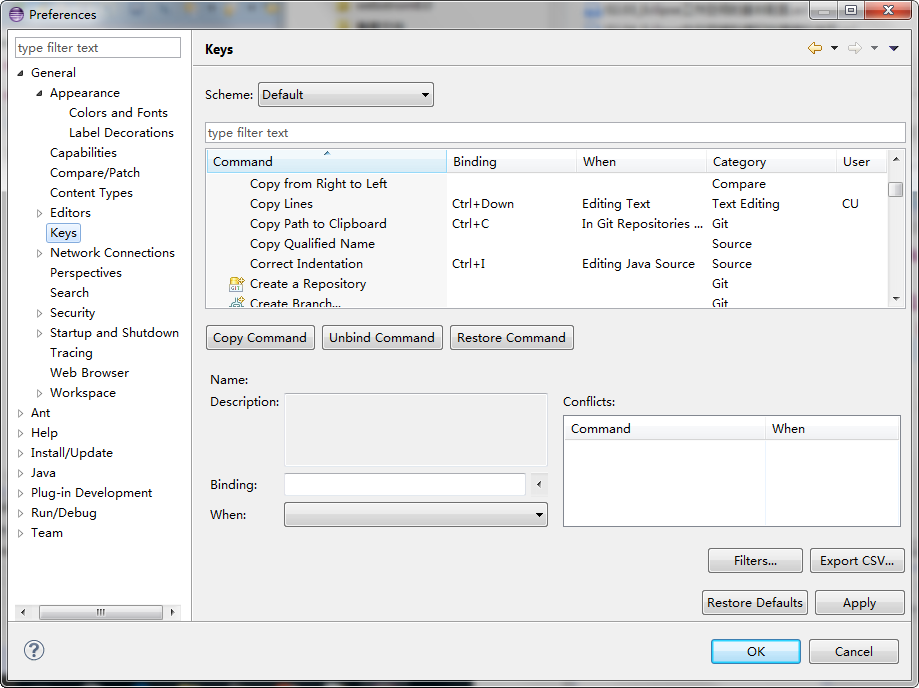 Preferences
type filter text
General
Appearance
Colors and Fonts
Label Decorations
Capabilities
Compare/Patch
Content Types
Editors
Keys
Network Connections
Perspectives
Search
Security
Startup and Shutdown
Tracing
Web Browser
Workspace
Ant
Help
Install/Update
Java
Plug-in Development
Run/Debug
Team
Keys
Scheme: Default
type filter text
Command Binding When Category User
Copy from Right to Left Compare
Copy Lines Ctrl+Down Editing Text Text Editing CU
Copy Path to Clipboard Ctrl+C In Git Repositories ... Git
Copy Qualified Name Source
Correct Indentation Ctrl+I Editing Java Source Source
Create a Repository Git
Create Branch... Git
Copy Command Unbind Command Restore Command
Name:
Description:
Binding:
When:
Conflicts:
Command When
Filters... Export CSV...
Restore Defaults Apply
OK Cancel